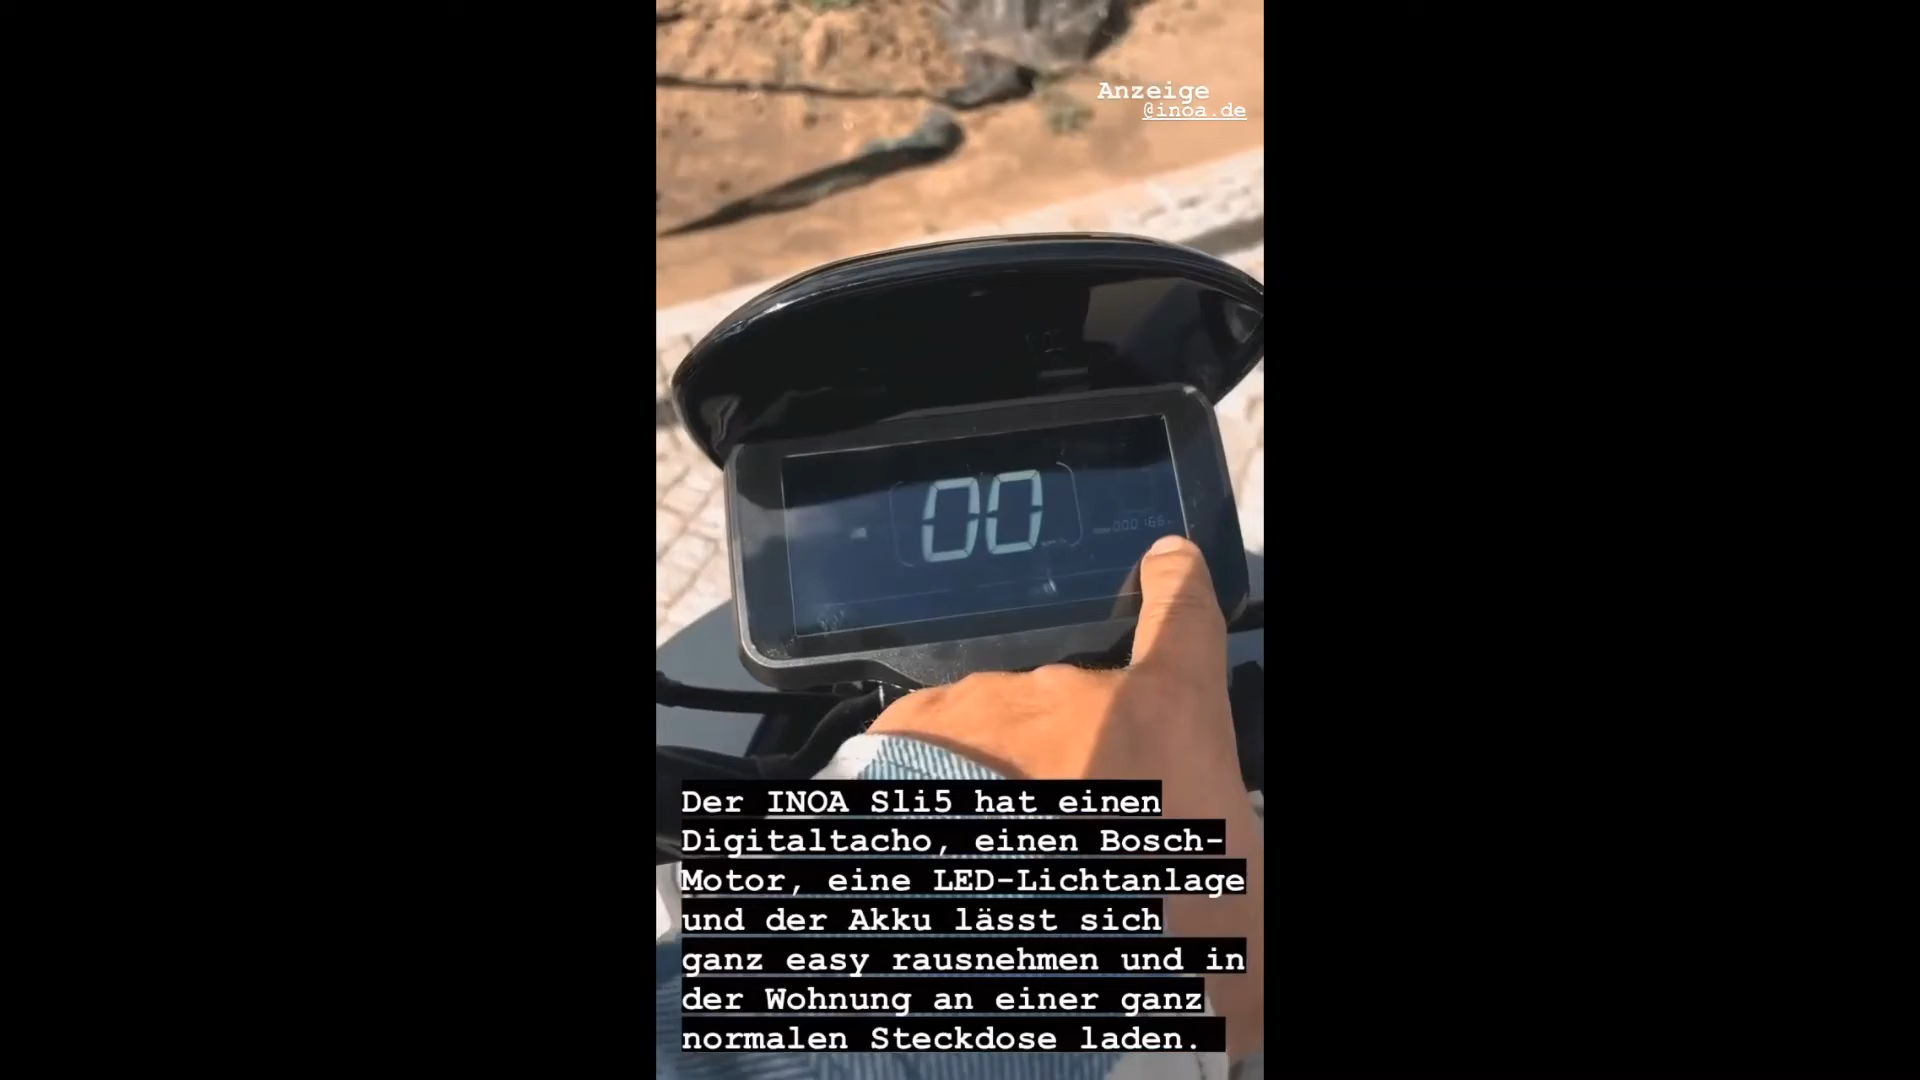 Anzeige
@inoa.de
00
Der INOA Sli5 hat einen
Digitaltacho, einen Bosch-
Motor, eine LED-Lichtanlage
und der Akku lässt sich
ganz easy rausnehmen und in
der Wohnung an einer ganz
normalen Steckdose laden.